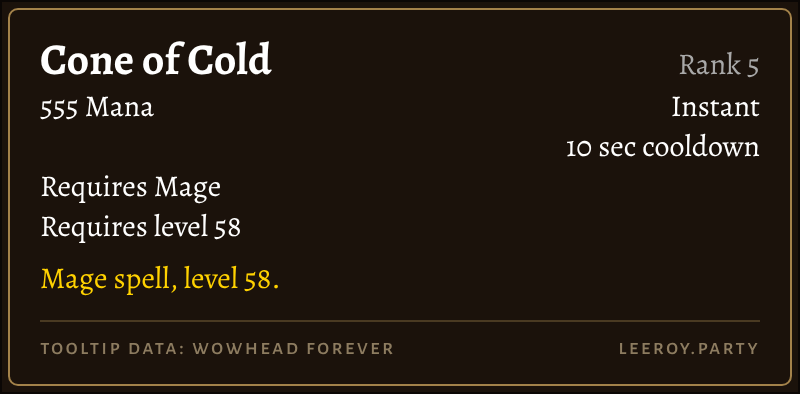 Cone of Cold Rank 5
555 Mana Instant
10 sec cooldown
Requires Mage
Requires level 58
Mage spell, level 58.
TOOLTIP DATA: WOWHEAD FOREVER LEEROY.PARTY